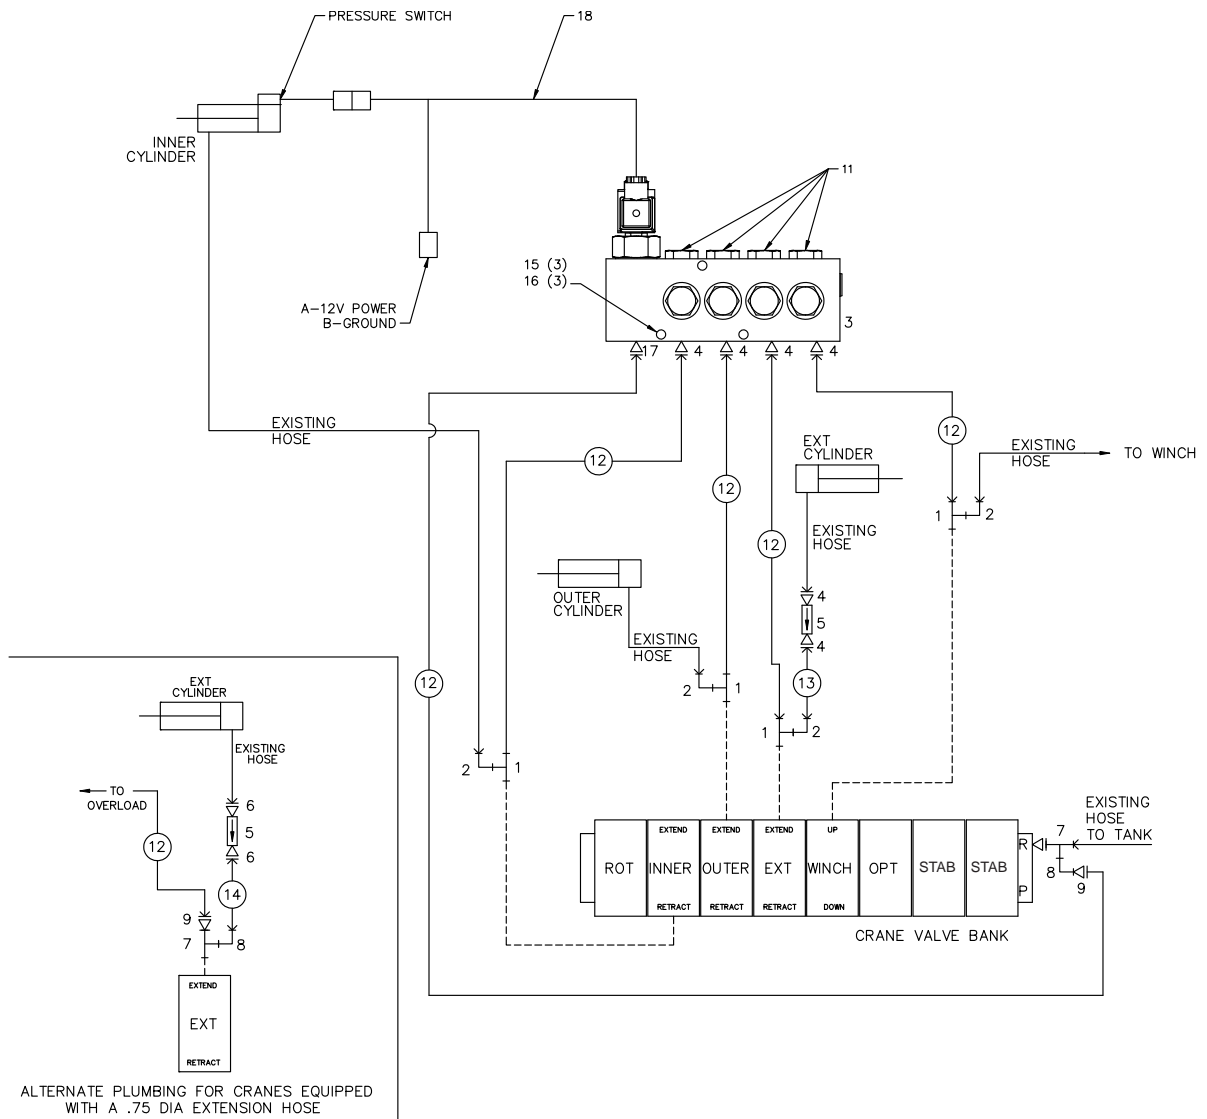 PRESSURE SWITCH
18
INNER
CYLINDER
11
15 (3)
16 (3)
A-12V POWER
B-GROUND
3
17
4
4
4
4
EXISTING
HOSE
12
12
EXT
CYLINDER
EXISTING
HOSE
TO WINCH
12
1
2
EXISTING
HOSE
12
OUTER
CYLINDER
4
5
4
EXISTING
HOSE
12
13
2
1
1
2
2
1
EXT
CYLINDER
EXISTING
HOSE
TO
OVERLOAD
6
5
6
12
14
9
7
8
EXTEND
EXT
RETRACT
ALTERNATE PLUMBING FOR CRANES EQUIPPED
WITH A .75 DIA EXTENSION HOSE
EXISTING
HOSE
TO TANK
7
8
9
EXTEND
EXTEND
EXTEND
UP
R
ROT
INNER
OUTER
EXT
WINCH
OPT
STAB
STAB
P
RETRACT
RETRACT
RETRACT
DOWN
CRANE VALVE BANK